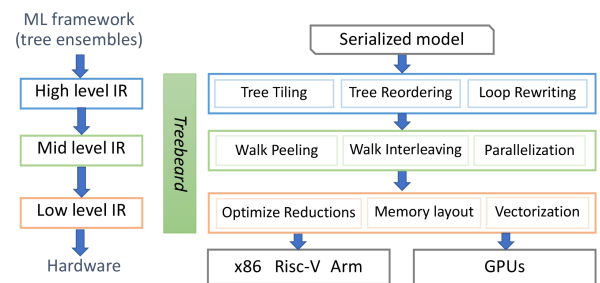 ML framework
(tree ensembles)
High level IR
Mid level IR
Low level IR
Hardware
Treebeard
Serialized model
Tree Tiling Tree Reordering Loop Rewriting
Walk Peeling Walk Interleaving Parallelization
Optimize Reductions Memory layout Vectorization
x86 Risc-V Arm GPUs